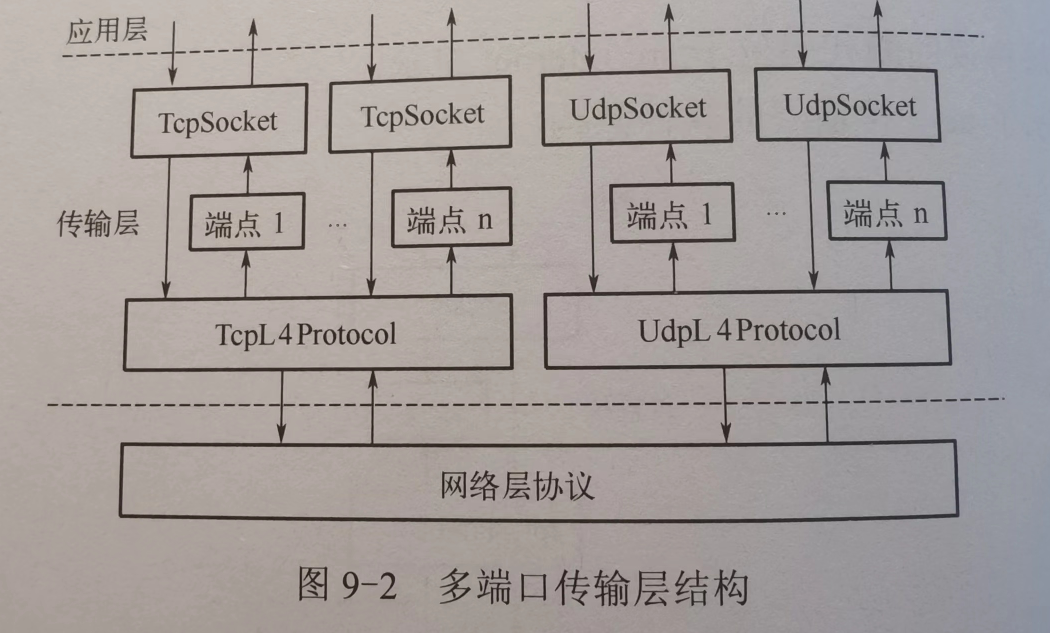 应用层
TcpSocket
TcpSocket
UdpSocket
UdpSocket
传输层
端点 1
...
端点 n
端点 1
...
端点 n
TcpL4Protocol
UdpL4Protocol
网络层协议
图 9-2 多端口传输层结构